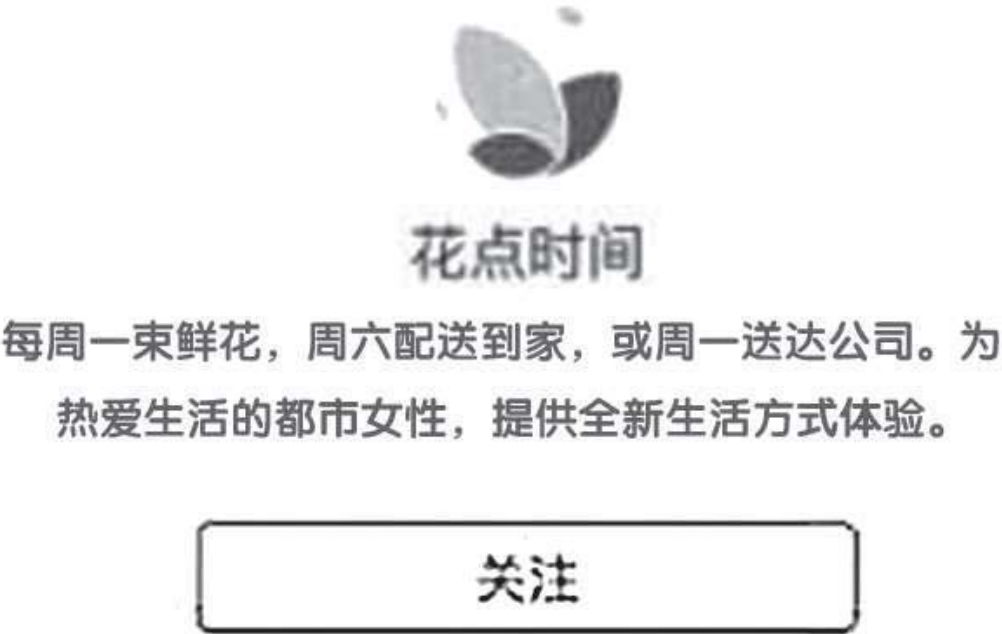 花点时间
每周一束鲜花，周六配送到家，或周一送达公司。为
热爱生活的都市女性，提供全新生活方式体验。
关注